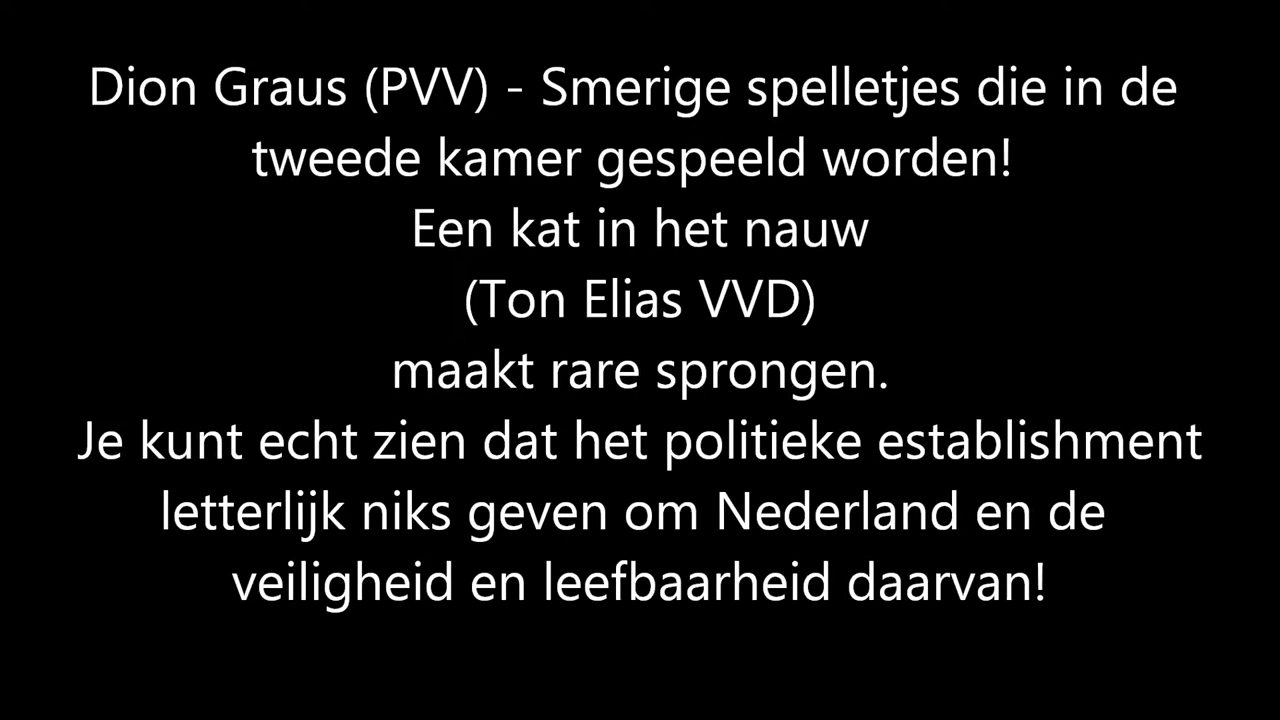 Dion Graus (PVV) - Smerige spelletjes die in de
tweede kamer gespeeld worden!
Een kat in het nauw
(Ton Elias VVD)
maakt rare sprongen.
Je kunt echt zien dat het politieke establishment
letterlijk niks geven om Nederland en de
veiligheid en leefbaarheid daarvan!